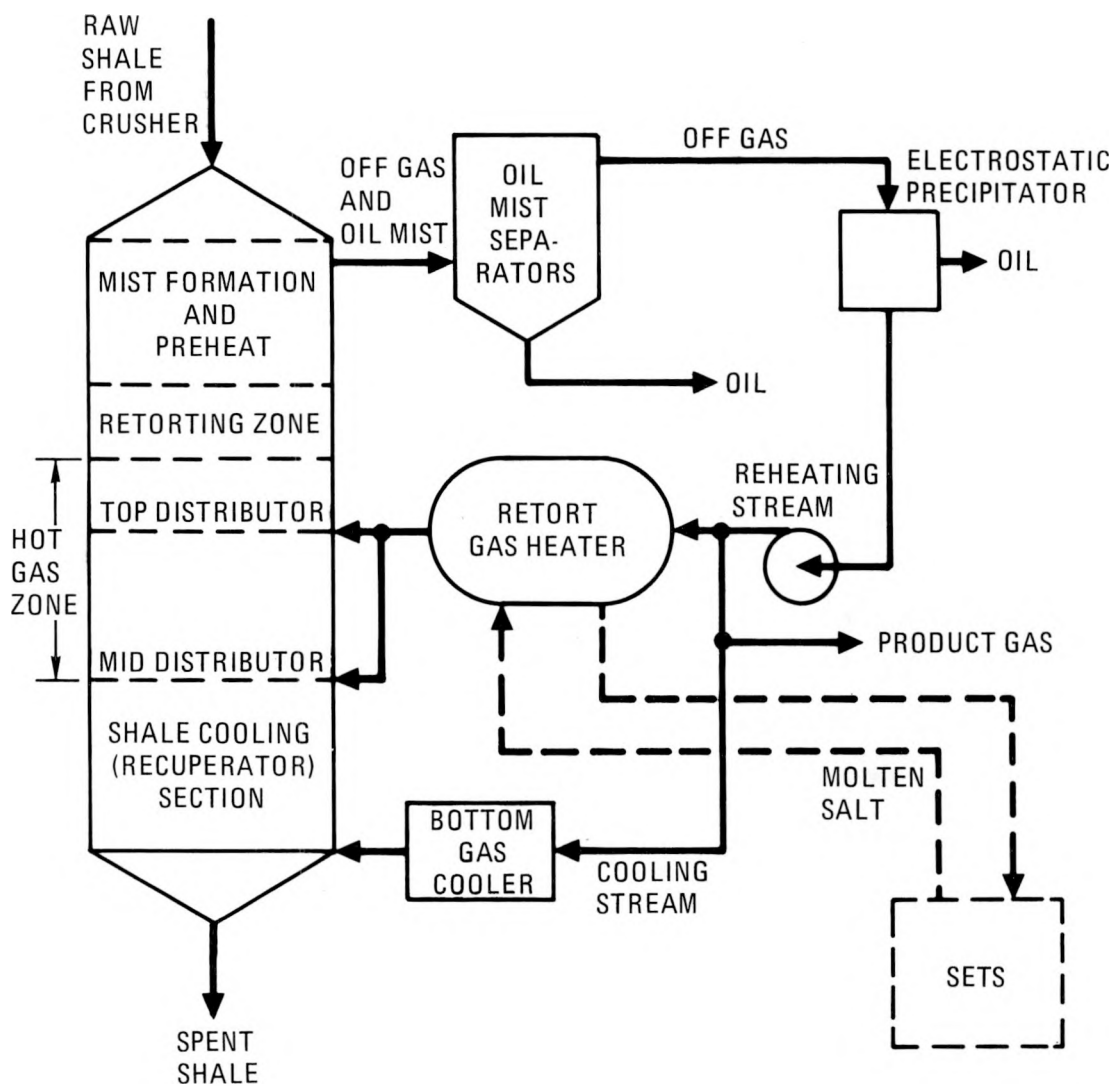 RAW
SHALE
FROM
CRUSHER
OFF GAS
AND
OIL MIST
OIL
MIST
SEPA-
RATORS
OFF GAS
ELECTROSTATIC
PRECIPITATOR
OIL
MIST FORMATION
AND
PREHEAT
OIL
RETORTING ZONE
HOT
GAS
ZONE
TOP DISTRIBUTOR
RETORT
GAS HEATER
REHEATING
STREAM
PRODUCT GAS
MID DISTRIBUTOR
SHALE COOLING
(RECUPERATOR)
SECTION
MOLTEN
SALT
BOTTOM
GAS
COOLER
COOLING
STREAM
SETS
SPENT
SHALE